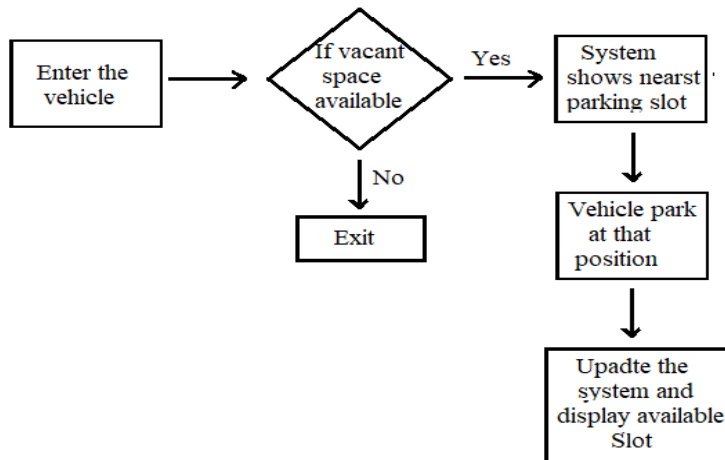 Enter the
vehicle
If vacant
space
available
Yes
System
shows nearst
parking slot
No
Exit
Vehicle park
at that
position
Upadte the
system and
display available
Slot